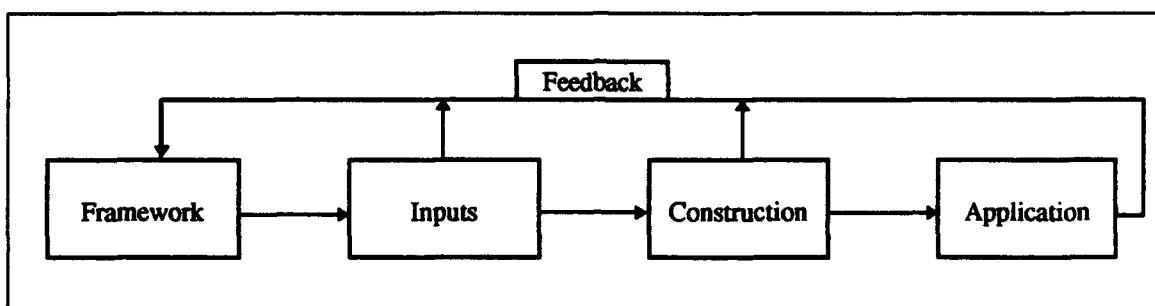 Feedback
Framework
Inputs
Construction
Application